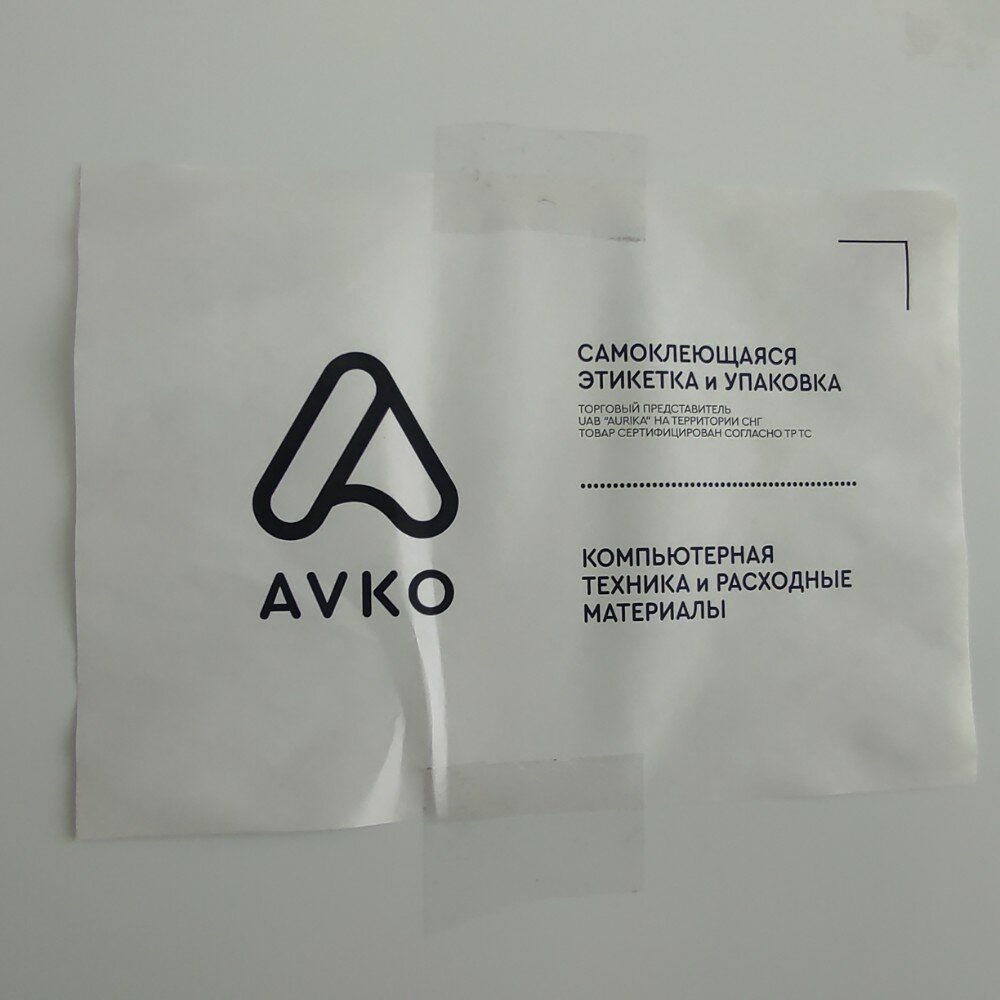 AVKO
САМОКЛЕЮЩАЯСЯ
ЭТИКЕТКА и УПАКОВКА
ТОРГОВЫЙ ПРЕДСТАВИТЕЛЬ
UAB "AURIKA" НА ТЕРРИТОРИИ СНГ
ТОВАР СЕРТИФИЦИРОВАН СОГЛАСНО ТР ТС
КОМПЬЮТЕРНАЯ
ТЕХНИКА и РАСХОДНЫЕ
МАТЕРИАЛЫ